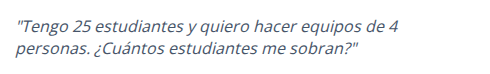 "Tengo 25 estudiantes y quiero hacer equipos de 4
personas. ¿Cuántos estudiantes me sobran?"